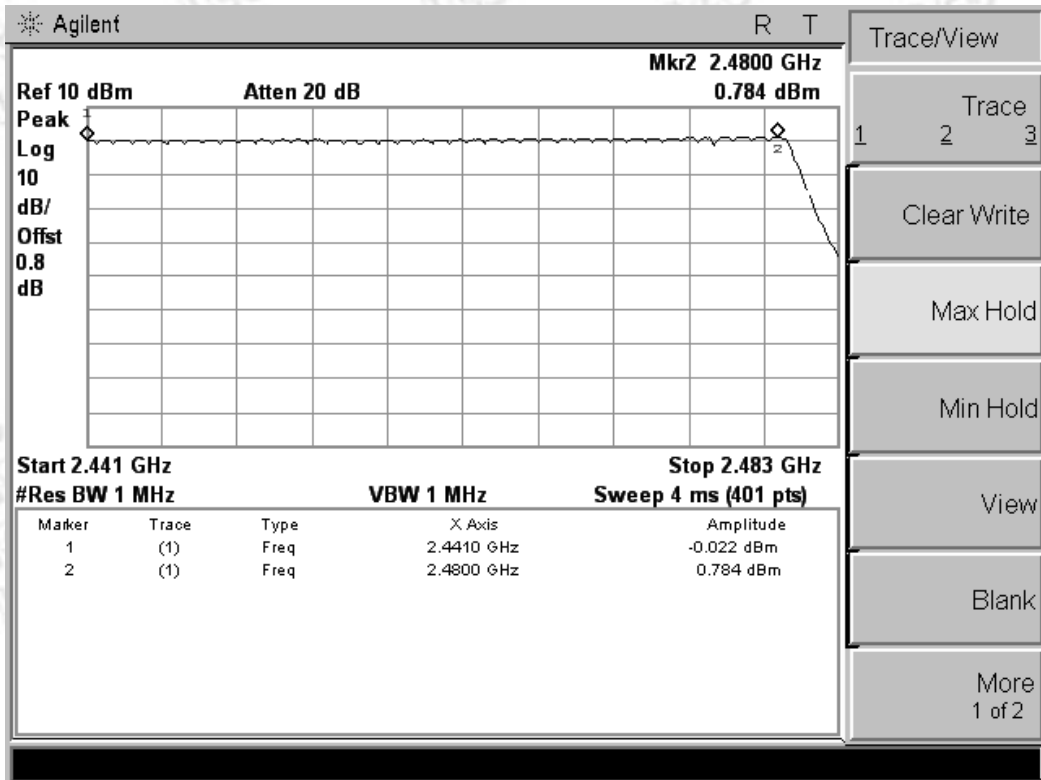 Agilent R T
Mkr2 2.4800 GHz
Ref 10 dBm Atten 20 dB 0.784 dBm
Peak
Log
10
dB/
Offst
0.8
dB
1
2
Start 2.441 GHz Stop 2.483 GHz
#Res BW 1 MHz VBW 1 MHz Sweep 4 ms (401 pts)
Marker Trace Type X Axis Amplitude
1 (1) Freq 2.4410 GHz -0.022 dBm
2 (1) Freq 2.4800 GHz 0.784 dBm
Trace/View
Trace
1 2 3
Clear Write
Max Hold
Min Hold
View
Blank
More
1 of 2